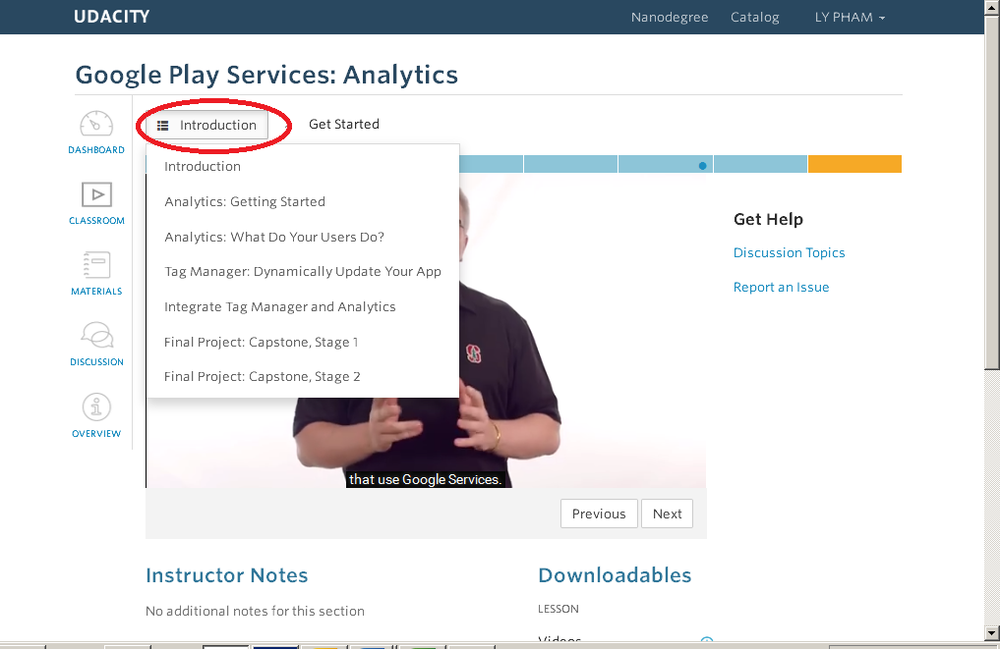 UDACITY
Nanodegree Catalog LY PHAM
Google Play Services: Analytics
DASHBOARD
CLASSROOM
MATERIALS
DISCUSSION
OVERVIEW
Introduction
Get Started
Introduction
Analytics: Getting Started
Analytics: What Do Your Users Do?
Tag Manager: Dynamically Update Your App
Integrate Tag Manager and Analytics
Final Project: Capstone, Stage 1
Final Project: Capstone, Stage 2
S
that use Google Services.
Previous Next
Get Help
Discussion Topics
Report an Issue
Instructor Notes
No additional notes for this section
Downloadables
LESSON
Videos